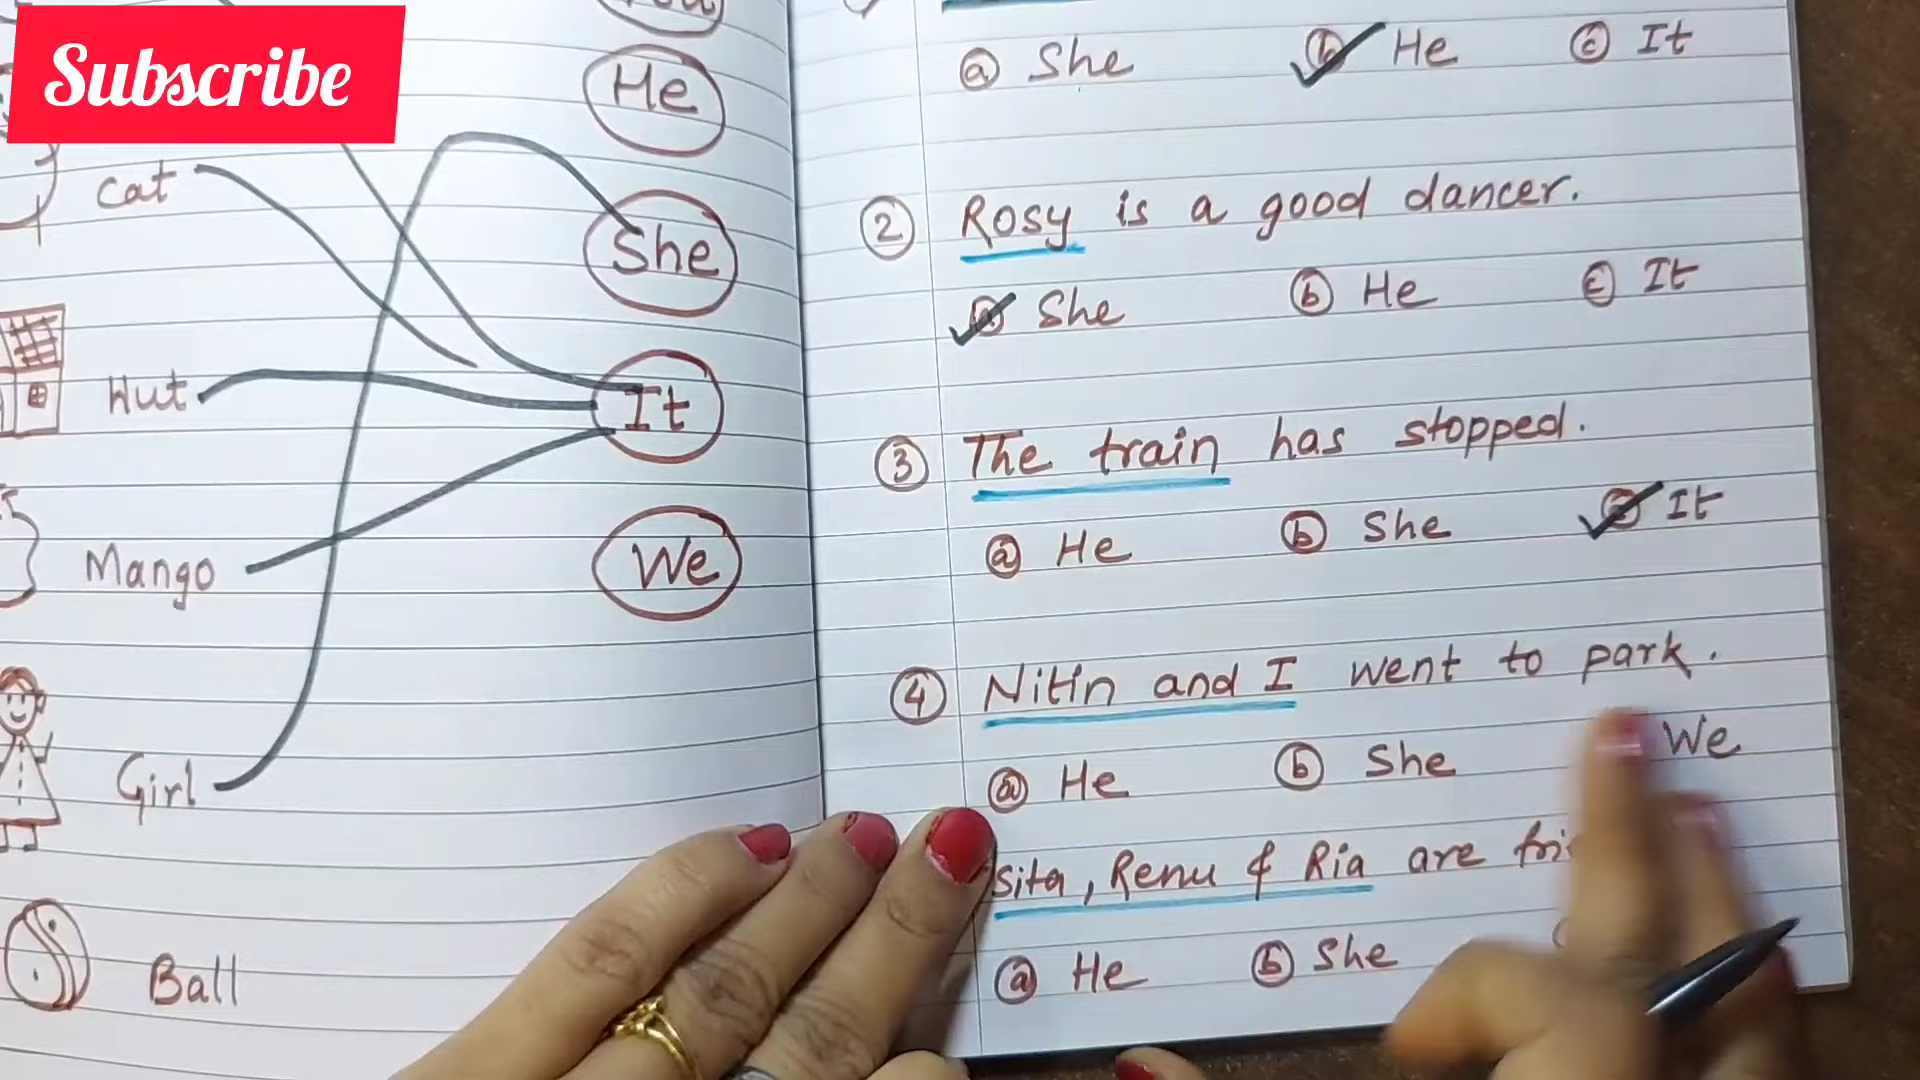 Subscribe
He
Cat
She
Hut
It
Mango
We
Girl
Ball
a She b He c It
2 Rosy is a good dancer.
a She b He c It
3 The train has stopped.
a He b She It
4 Nitin and I went to park.
a He b She We
sita, Renu & Ria are
a He b She